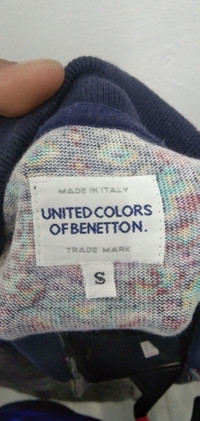 MADE IN ITALY
UNITED COLORS
OF BENETTON.
TRADE MARK
S